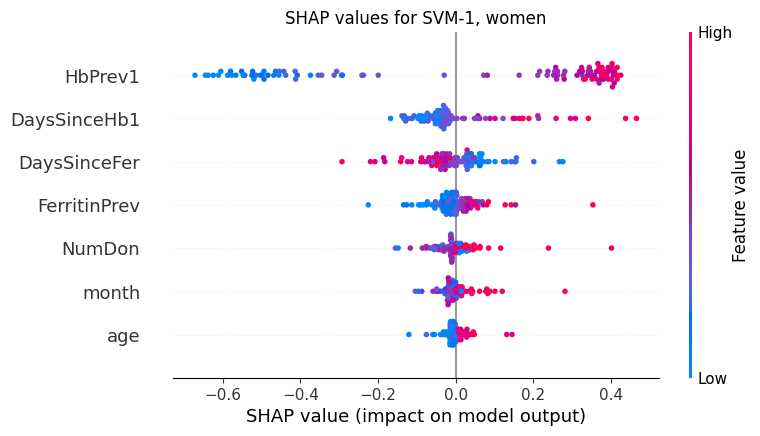 SHAP values for SVM-1, women
High
HbPrev1
DaysSinceHb1
DaysSinceFer
FerritinPrev
NumDon
month
age
Feature value
Low
−0.6 −0.4 −0.2 0.0 0.2 0.4
SHAP value (impact on model output)